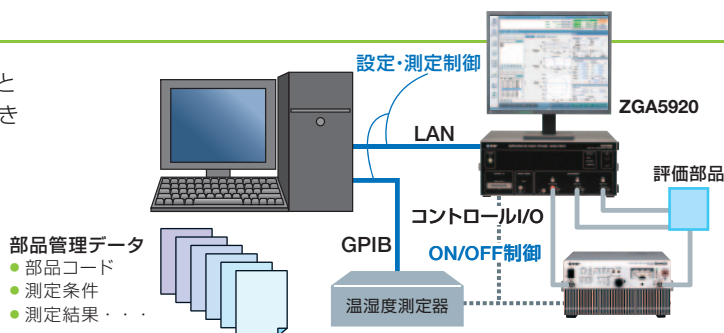 と
き
設定・測定制御
ZGA5920
LAN
評価部品
コントロールI/O
GPIB
ON/OFF制御
部品管理データ
● 部品コード
● 測定条件
● 測定結果・・・
温湿度測定器